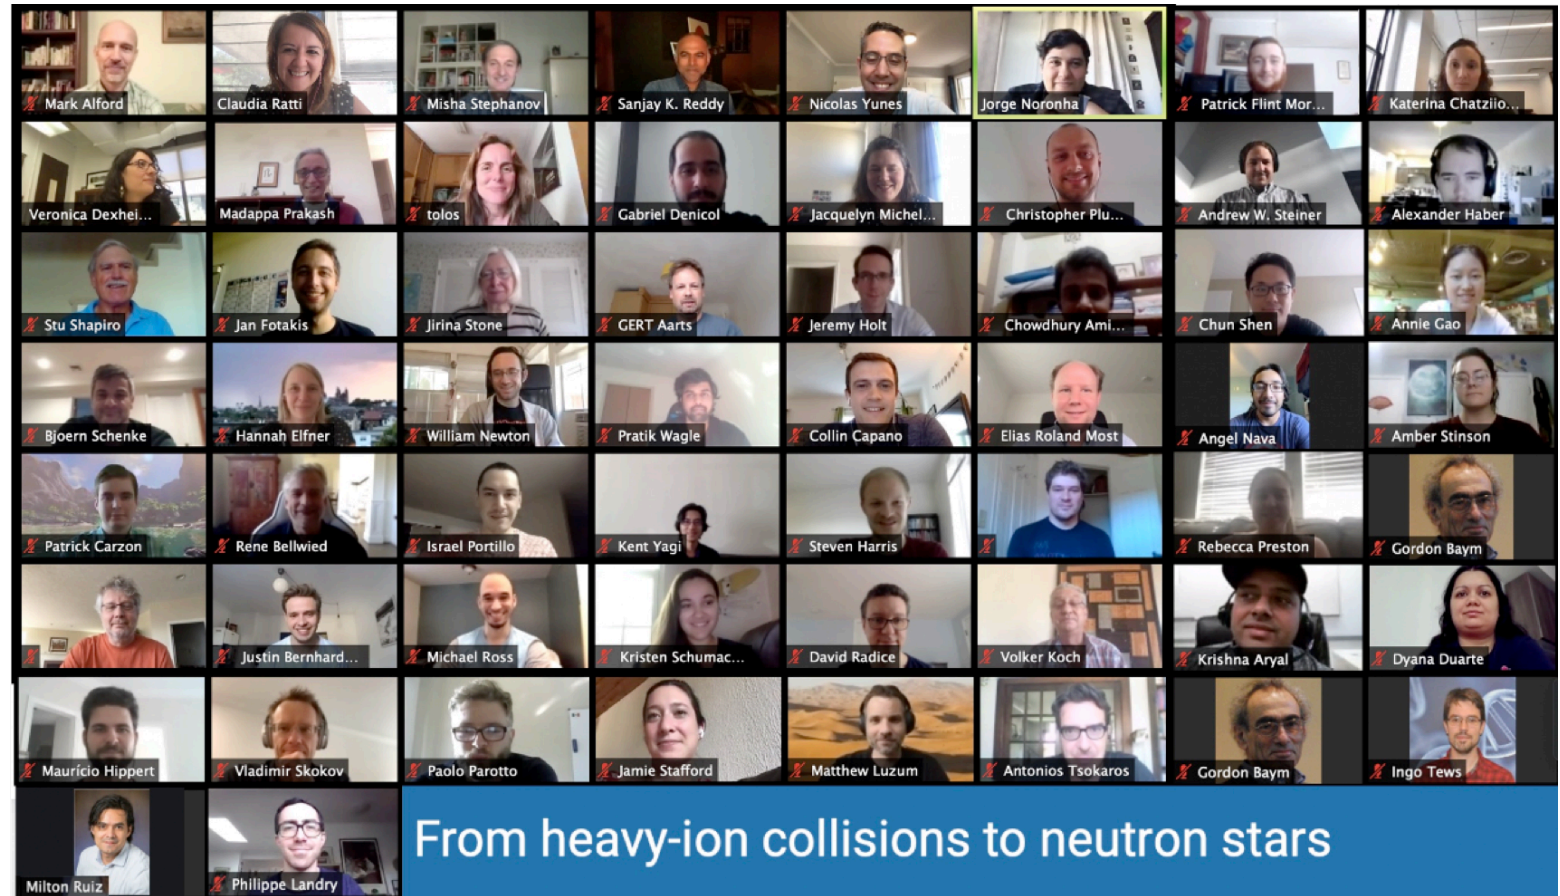 Mark Alford
Claudia Ratti
Misha Stephanov
Sanjay K. Reddy
Nicolas Yunes
Jorge Noronha
Patrick Flint Mor...
Katerina Chatziio...
Veronica Dexhei...
Madappa Prakash
tolos
Gabriel Denicol
Jacquelyn Michel...
Christopher Plu...
Andrew W. Steiner
Alexander Haber
Stu Shapiro
Jan Fotakis
Jirina Stone
GERT Aarts
Jeremy Holt
Chowdhury Ami...
Chun Shen
Annie Gao
Bjoern Schenke
Hannah Elfner
William Newton
Pratik Wagle
Collin Capano
Elias Roland Most
Angel Nava
Amber Stinson
Patrick Carzon
Rene Bellwied
Israel Portillo
Kent Yagi
Steven Harris
Rebecca Preston
Gordon Baym
Justin Bernhard...
Michael Ross
Kristen Schumac...
David Radice
Volker Koch
Krishna Aryal
Dyana Duarte
Maurício Hippert
Vladimir Skokov
Paolo Parotto
Jamie Stafford
Matthew Luzum
Antonios Tsokaros
Gordon Baym
Ingo Tews
Milton Ruiz
Philippe Landry
From heavy-ion collisions to neutron stars